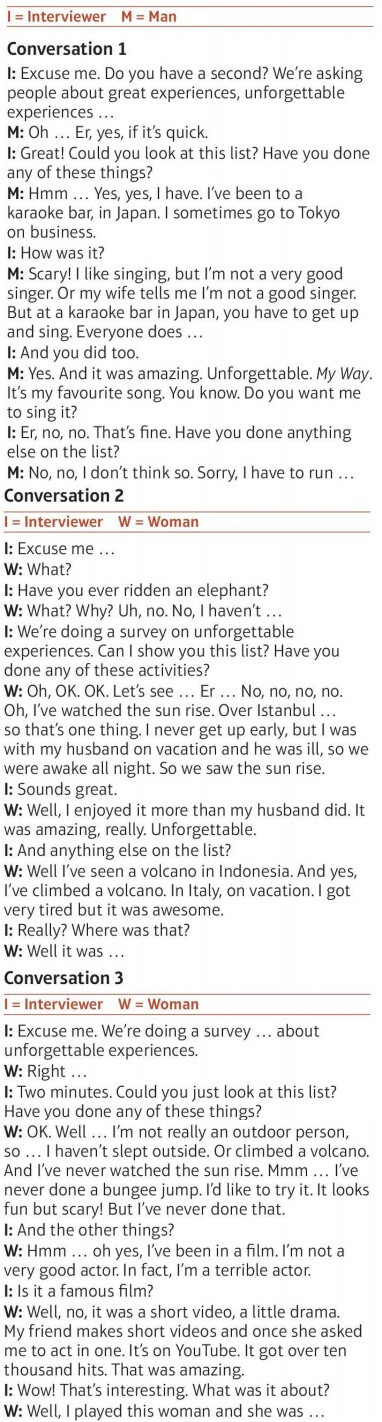 I = Interviewer M = Man
Conversation 1
I: Excuse me. Do you have a second? We’re asking
people about great experiences, unforgettable
experiences …
M: Oh … Er, yes, if it’s quick.
I: Great! Could you look at this list? Have you done
any of these things?
M: Hmm … Yes, yes, I have. I’ve been to a
karaoke bar, in Japan. I sometimes go to Tokyo
on business.
I: How was it?
M: Scary! I like singing, but I’m not a very good
singer. Or my wife tells me I’m not a good singer.
But at a karaoke bar in Japan, you have to get up
and sing. Everyone does …
I: And you did too.
M: Yes. And it was amazing. Unforgettable. My Way.
It’s my favourite song. You know. Do you want me
to sing it?
I: Er, no, no. That’s fine. Have you done anything
else on the list?
M: No, no, I don’t think so. Sorry, I have to run …
Conversation 2
I = Interviewer W = Woman
I: Excuse me …
W: What?
I: Have you ever ridden an elephant?
W: What? Why? Uh, no. No, I haven’t …
I: We’re doing a survey on unforgettable
experiences. Can I show you this list? Have you
done any of these activities?
W: Oh, OK. OK. Let’s see … Er … No, no, no, no.
Oh, I’ve watched the sun rise. Over Istanbul …
so that’s one thing. I never get up early, but I was
with my husband on vacation and he was ill, so we
were awake all night. So we saw the sun rise.
I: Sounds great.
W: Well, I enjoyed it more than my husband did. It
was amazing, really. Unforgettable.
I: And anything else on the list?
W: Well I’ve seen a volcano in Indonesia. And yes,
I’ve climbed a volcano. In Italy, on vacation. I got
very tired but it was awesome.
I: Really? Where was that?
W: Well it was …
Conversation 3
I = Interviewer W = Woman
I: Excuse me. We’re doing a survey … about
unforgettable experiences.
W: Right …
I: Two minutes. Could you just look at this list?
Have you done any of these things?
W: OK. Well … I’m not really an outdoor person,
so … I haven’t slept outside. Or climbed a volcano.
And I’ve never watched the sun rise. Mmm … I’ve
never done a bungee jump. I’d like to try it. It looks
fun but scary! But I’ve never done that.
I: And the other things?
W: Hmm … oh yes, I’ve been in a film. I’m not a
very good actor. In fact, I’m a terrible actor.
I: Is it a famous film?
W: Well, no, it was a short video, a little drama.
My friend makes short videos and once she asked
me to act in one. It’s on YouTube. It got over ten
thousand hits. That was amazing.
I: Wow! That’s interesting. What was it about?
W: Well, I played this woman and she was …